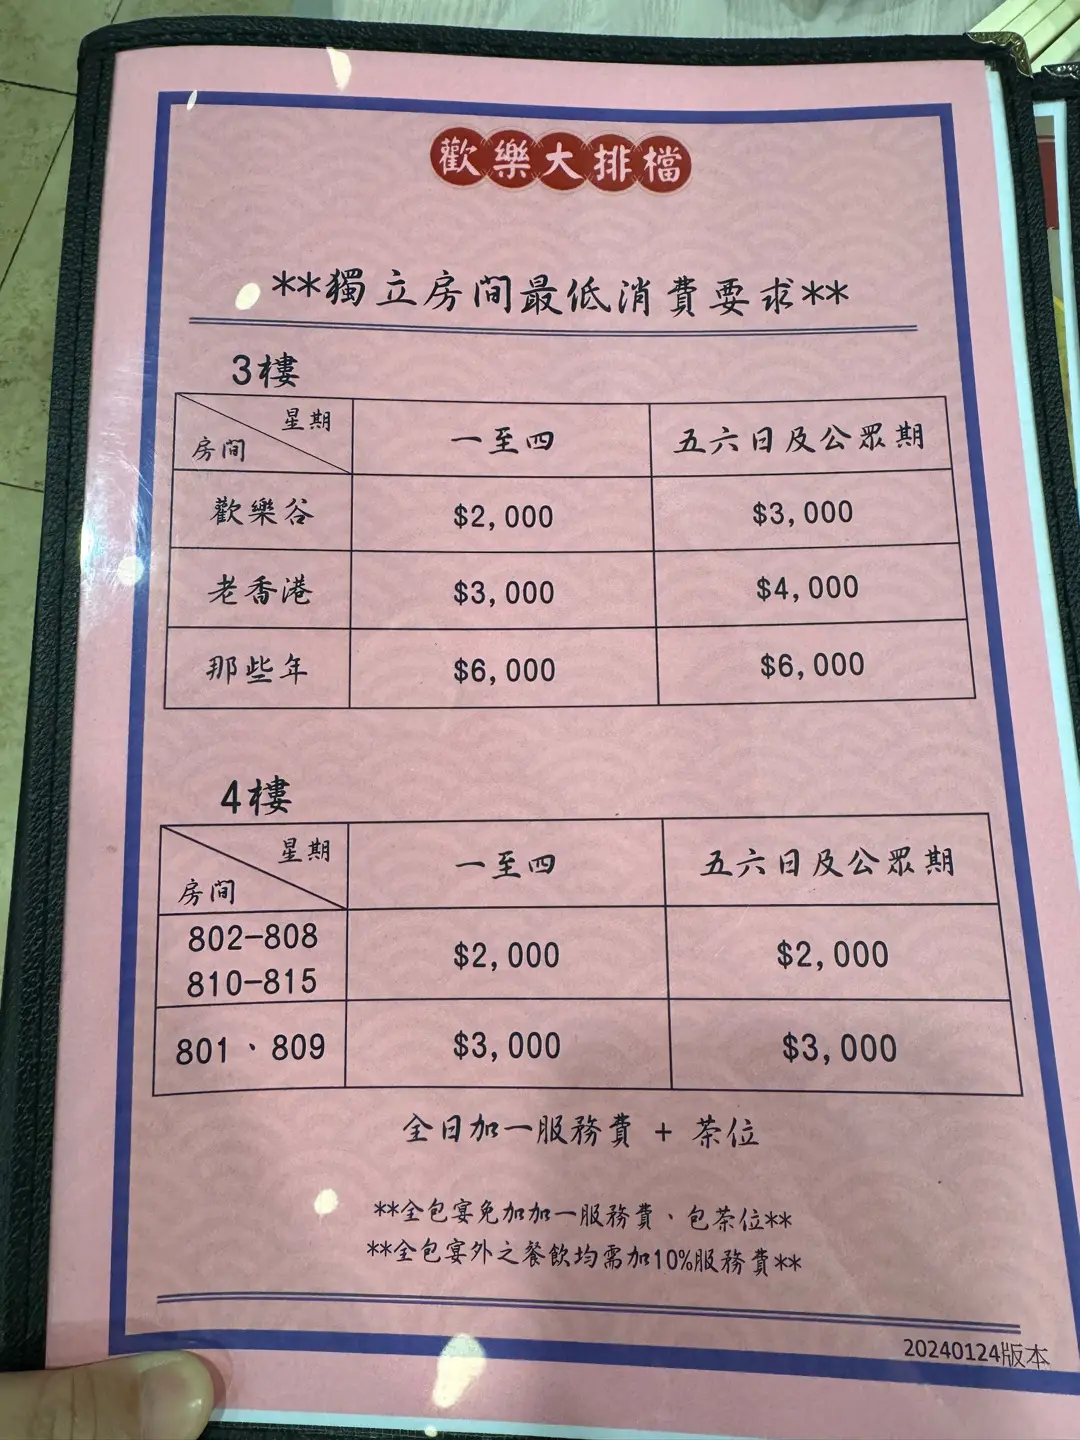 歡樂大排檔
**獨立房間最低消費要求**
3樓
星期
房間
一至四
五六日及公眾期
歡樂谷
$2,000
$3,000
老香港
$3,000
$4,000
那些年
$6,000
$6,000
4樓
星期
房間
一至四
五六日及公眾期
802-808
810-815
$2,000
$2,000
801、809
$3,000
$3,000
全日加一服務費 + 茶位
**全包宴免加加一服務費、包茶位**
**全包宴外之餐飲均需加10%服務費**
20240124版本